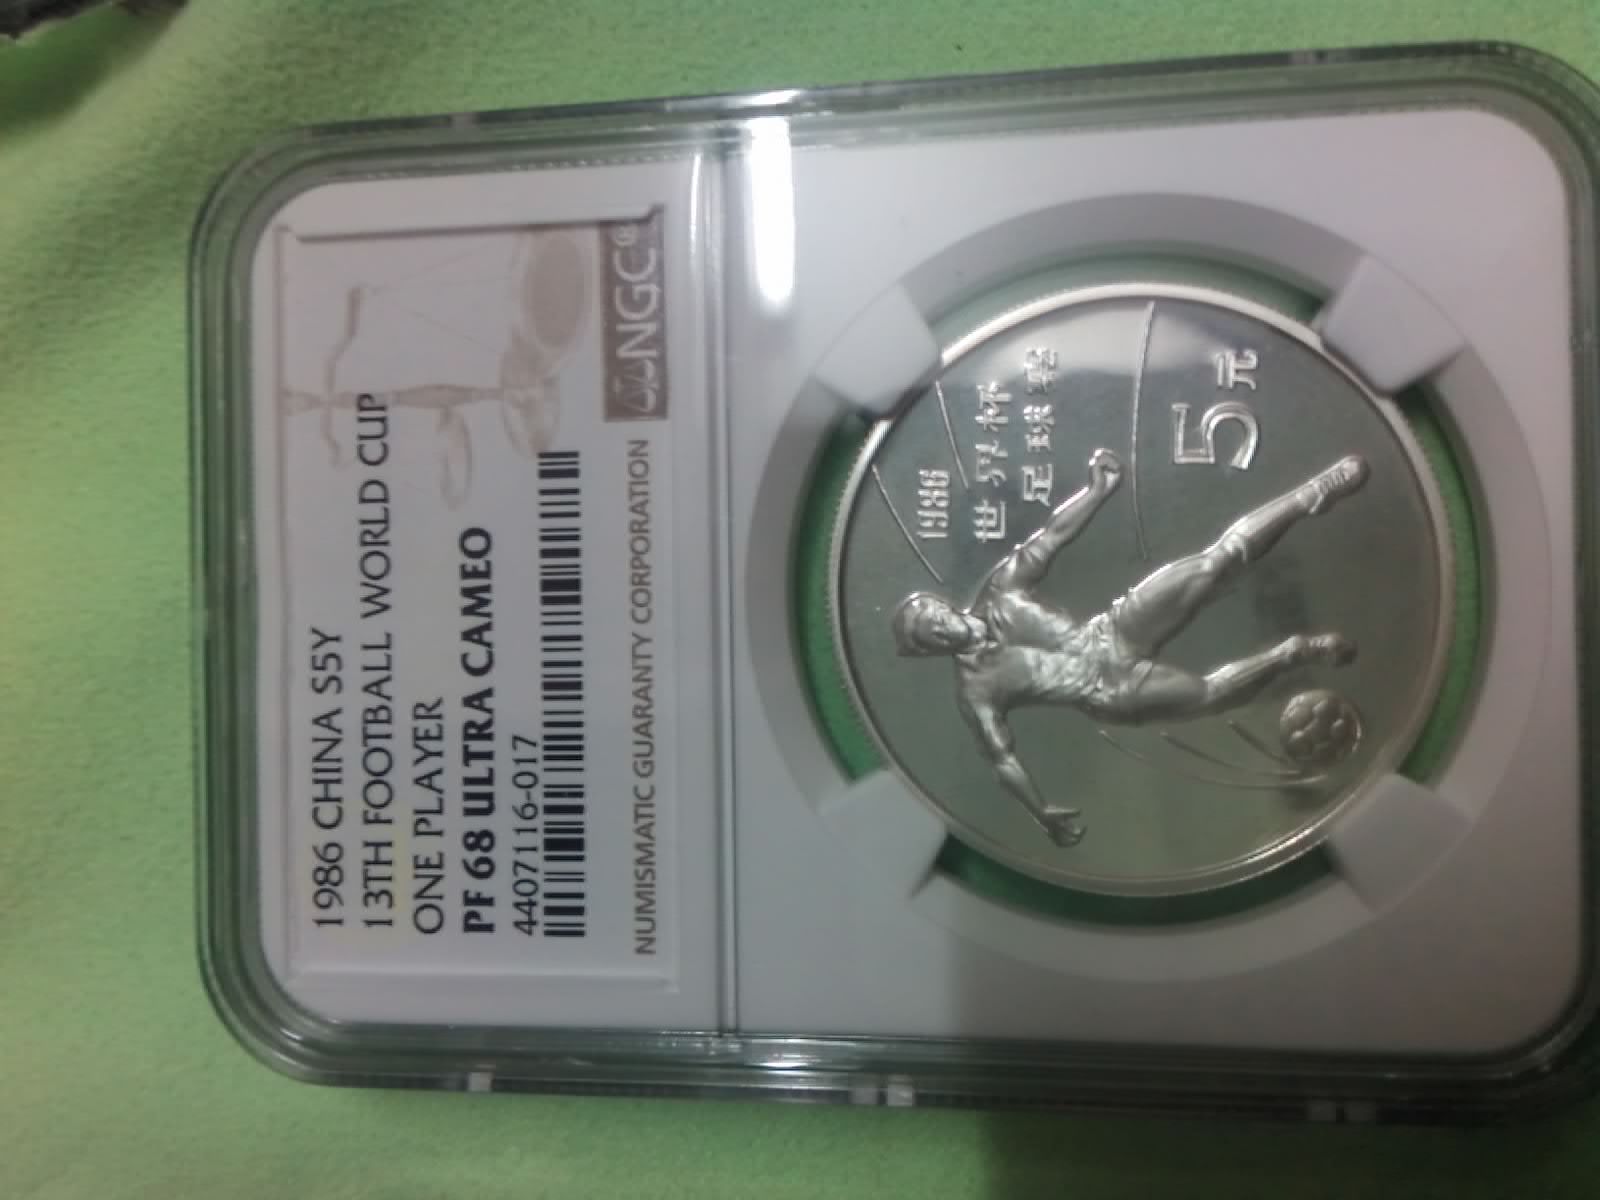 1986 CHINA S5Y
13TH FOOTBALL WORLD CUP
ONE PLAYER
PF 68 ULTRA CAMEO
4407116-017
NGC®
NUMISMATIC GUARANTY CORPORATION
1986
世界杯
足球赛
5元